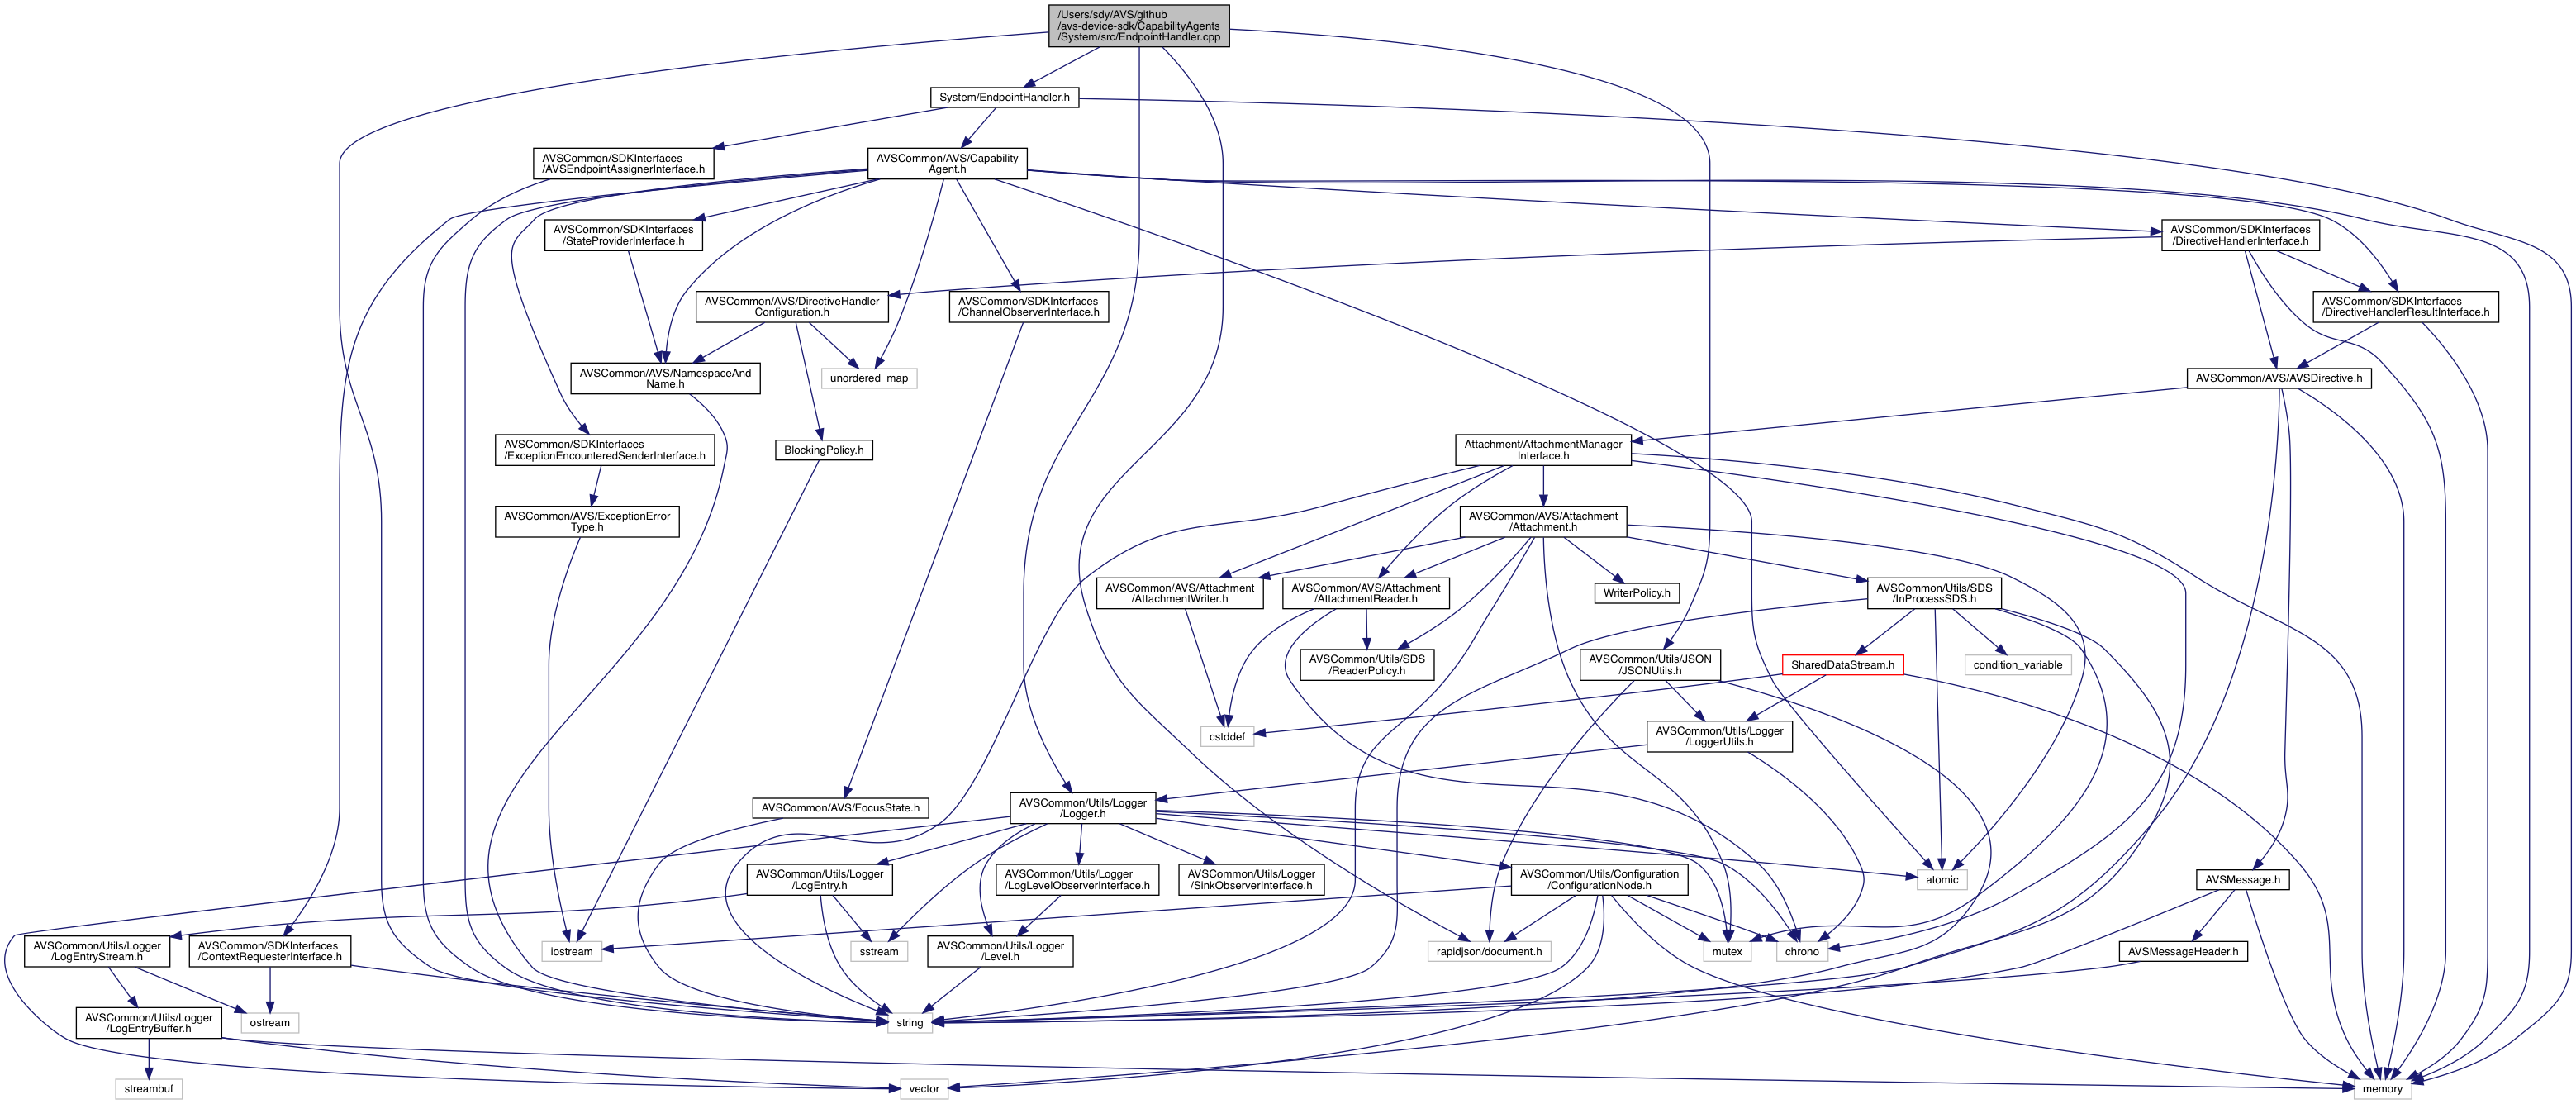 /Users/sdy/AVS/github
/avs-device-sdk/CapabilityAgents
/System/src/EndpointHandler.cpp
System/EndpointHandler.h
AVSCommon/SDKInterfaces
/AVSEndpointAssignerInterface.h
AVSCommon/AVS/Capability
Agent.h
AVSCommon/SDKInterfaces
/StateProviderInterface.h
AVSCommon/SDKInterfaces
/DirectiveHandlerInterface.h
AVSCommon/AVS/DirectiveHandler
Configuration.h
AVSCommon/SDKInterfaces
/ChannelObserverInterface.h
AVSCommon/SDKInterfaces
/DirectiveHandlerResultInterface.h
AVSCommon/AVS/NamespaceAnd
Name.h
unordered_map
AVSCommon/AVS/AVSDirective.h
AVSCommon/SDKInterfaces
/ExceptionEncounteredSenderInterface.h
BlockingPolicy.h
Attachment/AttachmentManager
Interface.h
AVSCommon/AVS/ExceptionError
Type.h
AVSCommon/AVS/Attachment
/Attachment.h
AVSCommon/AVS/Attachment
/AttachmentWriter.h
AVSCommon/AVS/Attachment
/AttachmentReader.h
WriterPolicy.h
AVSCommon/Utils/SDS
/InProcessSDS.h
AVSCommon/Utils/SDS
/ReaderPolicy.h
AVSCommon/Utils/JSON
/JSONUtils.h
SharedDataStream.h
condition_variable
cstddef
AVSCommon/Utils/Logger
/LoggerUtils.h
AVSCommon/AVS/FocusState.h
AVSCommon/Utils/Logger
/Logger.h
AVSCommon/Utils/Logger
/LogEntry.h
AVSCommon/Utils/Logger
/LogLevelObserverInterface.h
AVSCommon/Utils/Logger
/SinkObserverInterface.h
AVSCommon/Utils/Configuration
/ConfigurationNode.h
atomic
AVSMessage.h
AVSCommon/Utils/Logger
/LogEntryStream.h
AVSCommon/SDKInterfaces
/ContextRequesterInterface.h
iostream
sstream
AVSCommon/Utils/Logger
/Level.h
rapidjson/document.h
mutex
chrono
AVSMessageHeader.h
AVSCommon/Utils/Logger
/LogEntryBuffer.h
ostream
string
streambuf
vector
memory